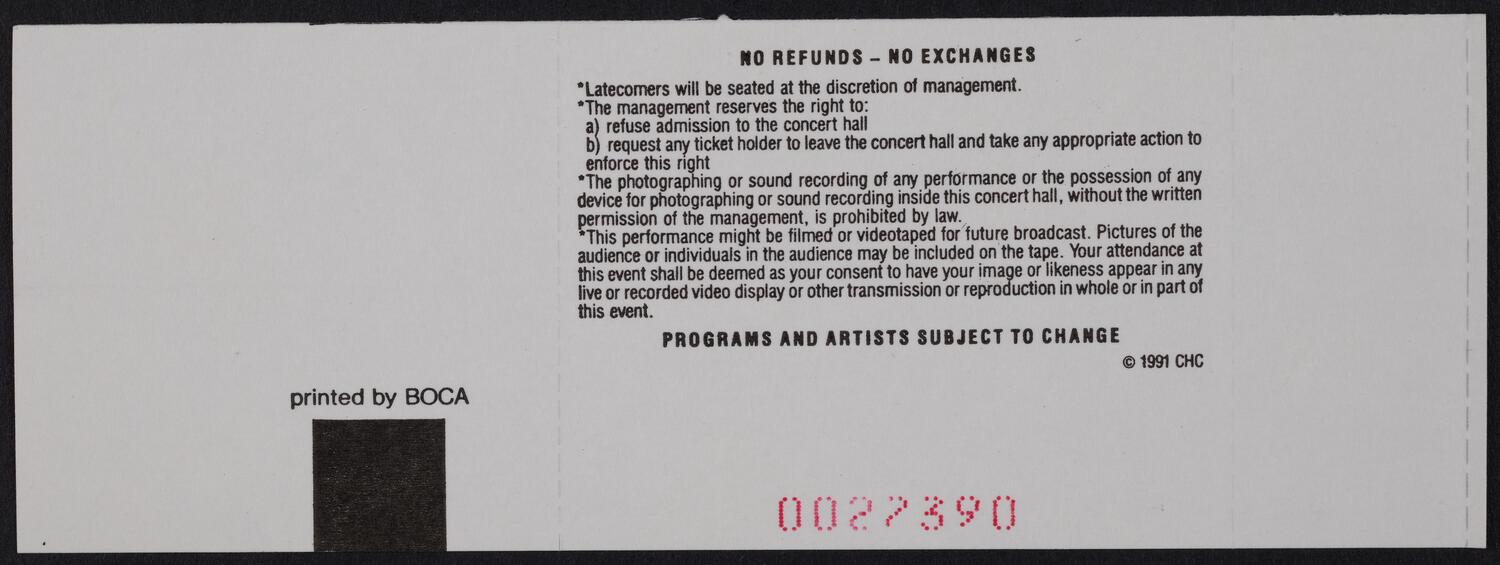 NO REFUNDS – NO EXCHANGES
*Latecomers will be seated at the discretion of management.
*The management reserves the right to:
a) refuse admission to the concert hall
b) request any ticket holder to leave the concert hall and take any appropriate action to
enforce this right
*The photographing or sound recording of any performance or the possession of any
device for photographing or sound recording inside this concert hall, without the written
permission of the management, is prohibited by law.
*This performance might be filmed or videotaped for future broadcast. Pictures of the
audience or individuals in the audience may be included on the tape. Your attendance at
this event shall be deemed as your consent to have your image or likeness appear in any
live or recorded video display or other transmission or reproduction in whole or in part of
this event.
PROGRAMS AND ARTISTS SUBJECT TO CHANGE
© 1991 CHC
printed by BOCA
0027390